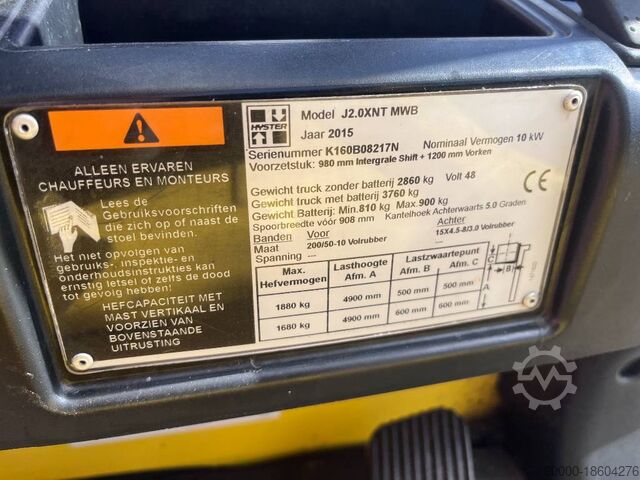 ALLEEN ERVAREN
CHAUFFEURS EN MONTEURS
Lees de
Gebruiksvoorschriften
die zich op of naast de
stoel bevinden.
Het niet opvolgen van
gebruiks-, inspektie- en
onderhoudsinstrukties kan
ernstig letsel of zelfs de dood
tot gevolg hebben!
HEFCAPACITEIT MET
MAST VERTIKAAL EN
VOORZIEN VAN
BOVENSTAANDE
UITRUSTING
HYSTER
Model J2.0XNT MWB
Jaar 2015
Serienummer K160B08217N Nominaal Vermogen 10 kW
Voorzetstuk: 980 mm Intergrale Shift + 1200 mm Vorken
Gewicht truck zonder batterij 2860 kg Volt 48
Gewicht truck met batterij 3760 kg
Gewicht Batterij: Min.810 kg Max.900 kg
Spoorbreedte vóór 908 mm Kantelhoek Achterwaarts 5.0 Graden
Banden Voor Achter
Maat 200/50-10 Volrubber 15X4.5-8/3.0 Volrubber
Spanning --- ---
Max. Hefvermogen Lasthoogte Afm. A Lastzwaartepunt Afm. B Afm. C
1880 kg 4900 mm 500 mm 500 mm
1680 kg 4900 mm 600 mm 600 mm
C
B
A
CE